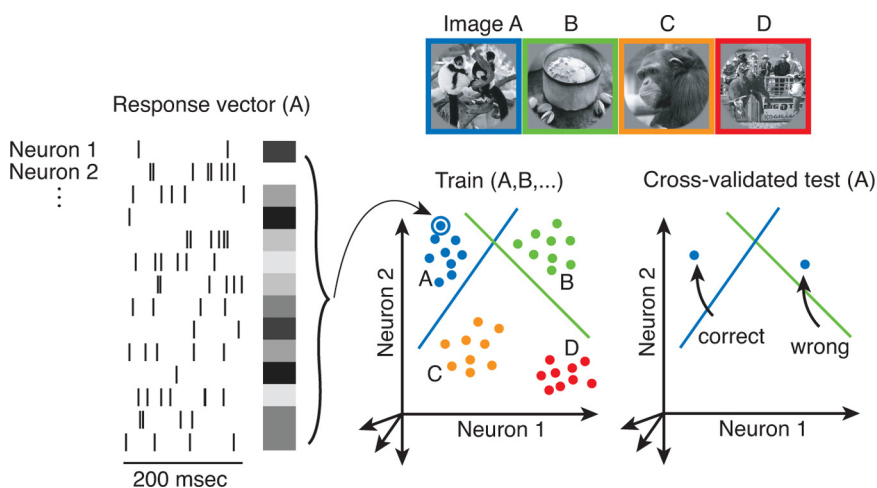 Image A
B
C
D
Response vector (A)
Neuron 1
Neuron 2
⋮
Train (A,B,...)
Cross-validated test (A)
Neuron 2
A
B
C
D
Neuron 1
Neuron 2
correct
wrong
Neuron 1
200 msec